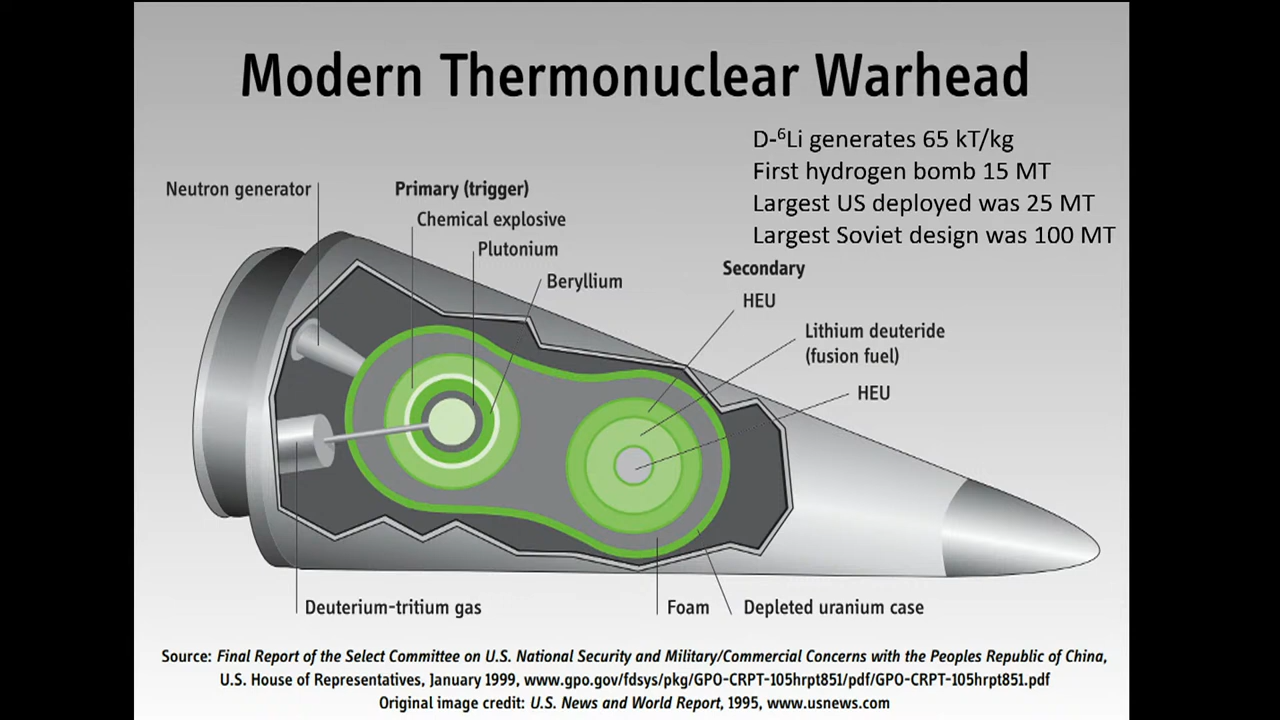 Modern Thermonuclear Warhead
D-⁶Li generates 65 kT/kg
First hydrogen bomb 15 MT
Largest US deployed was 25 MT
Largest Soviet design was 100 MT
Neutron generator
Primary (trigger)
Chemical explosive
Plutonium
Beryllium
Secondary
HEU
Lithium deuteride
(fusion fuel)
HEU
Deuterium-tritium gas
Foam
Depleted uranium case
Source: Final Report of the Select Committee on U.S. National Security and Military/Commercial Concerns with the Peoples Republic of China,
U.S. House of Representatives, January 1999, www.gpo.gov/fdsys/pkg/GPO-CRPT-105hrpt851/pdf/GPO-CRPT-105hrpt851.pdf
Original image credit: U.S. News and World Report, 1995, www.usnews.com